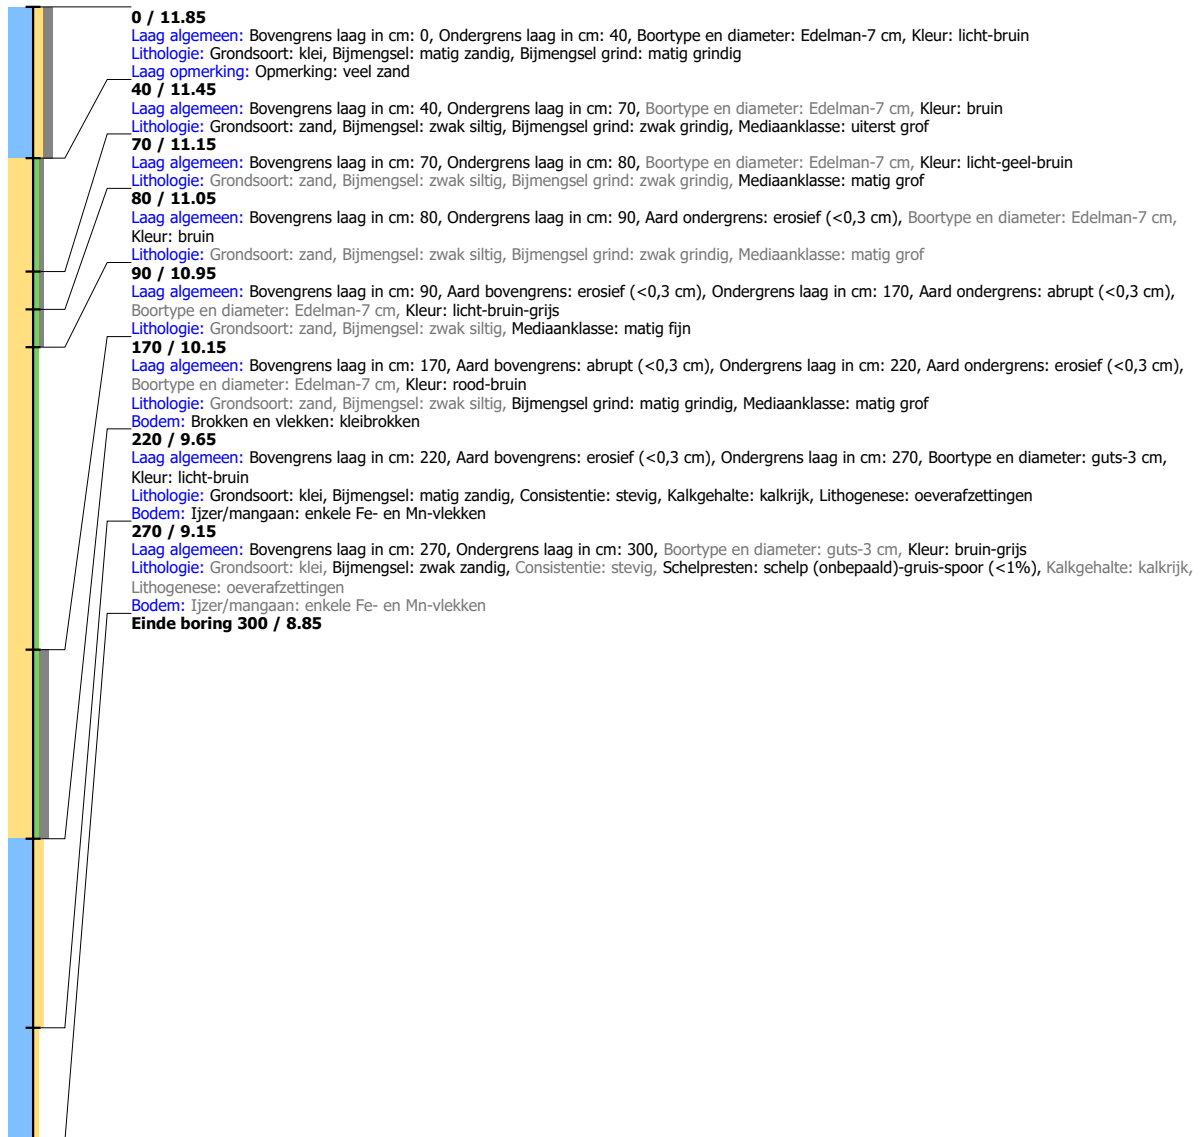 0 / 11.85
Laag algemeen: Bovengrens laag in cm: 0, Ondergrens laag in cm: 40, Boortype en diameter: Edelman-7 cm, Kleur: licht-bruin
Lithologie: Grondsoort: klei, Bijmengsel: matig zandig, Bijmengsel grind: matig grindig
Laag opmerking: Opmerking: veel zand
40 / 11.45
Laag algemeen: Bovengrens laag in cm: 40, Ondergrens laag in cm: 70, Boortype en diameter: Edelman-7 cm, Kleur: bruin
Lithologie: Grondsoort: zand, Bijmengsel: zwak siltig, Bijmengsel grind: zwak grindig, Mediaanklasse: uiterst grof
70 / 11.15
Laag algemeen: Bovengrens laag in cm: 70, Ondergrens laag in cm: 80, Boortype en diameter: Edelman-7 cm, Kleur: licht-geel-bruin
Lithologie: Grondsoort: zand, Bijmengsel: zwak siltig, Bijmengsel grind: zwak grindig, Mediaanklasse: matig grof
80 / 11.05
Laag algemeen: Bovengrens laag in cm: 80, Ondergrens laag in cm: 90, Aard ondergrens: erosief (<0,3 cm), Boortype en diameter: Edelman-7 cm,
Kleur: bruin
Lithologie: Grondsoort: zand, Bijmengsel: zwak siltig, Bijmengsel grind: zwak grindig, Mediaanklasse: matig grof
90 / 10.95
Laag algemeen: Bovengrens laag in cm: 90, Aard bovengrens: erosief (<0,3 cm), Ondergrens laag in cm: 170, Aard ondergrens: abrupt (<0,3 cm),
Boortype en diameter: Edelman-7 cm, Kleur: licht-bruin-grijs
Lithologie: Grondsoort: zand, Bijmengsel: zwak siltig, Mediaanklasse: matig fijn
170 / 10.15
Laag algemeen: Bovengrens laag in cm: 170, Aard bovengrens: abrupt (<0,3 cm), Ondergrens laag in cm: 220, Aard ondergrens: erosief (<0,3 cm),
Boortype en diameter: Edelman-7 cm, Kleur: rood-bruin
Lithologie: Grondsoort: zand, Bijmengsel: zwak siltig, Bijmengsel grind: matig grindig, Mediaanklasse: matig grof
Bodem: Brokken en vlekken: kleibrokken
220 / 9.65
Laag algemeen: Bovengrens laag in cm: 220, Aard bovengrens: erosief (<0,3 cm), Ondergrens laag in cm: 270, Boortype en diameter: guts-3 cm,
Kleur: licht-bruin
Lithologie: Grondsoort: klei, Bijmengsel: matig zandig, Consistentie: stevig, Kalkgehalte: kalkrijk, Lithogenese: oeverafzettingen
Bodem: Ijzer/mangaan: enkele Fe- en Mn-vlekken
270 / 9.15
Laag algemeen: Bovengrens laag in cm: 270, Ondergrens laag in cm: 300, Boortype en diameter: guts-3 cm, Kleur: bruin-grijs
Lithologie: Grondsoort: klei, Bijmengsel: zwak zandig, Consistentie: stevig, Schelpresten: schelp (onbepaald)-gruis-spoor (<1%), Kalkgehalte: kalkrijk,
Lithogenese: oeverafzettingen
Bodem: Ijzer/mangaan: enkele Fe- en Mn-vlekken
Einde boring 300 / 8.85